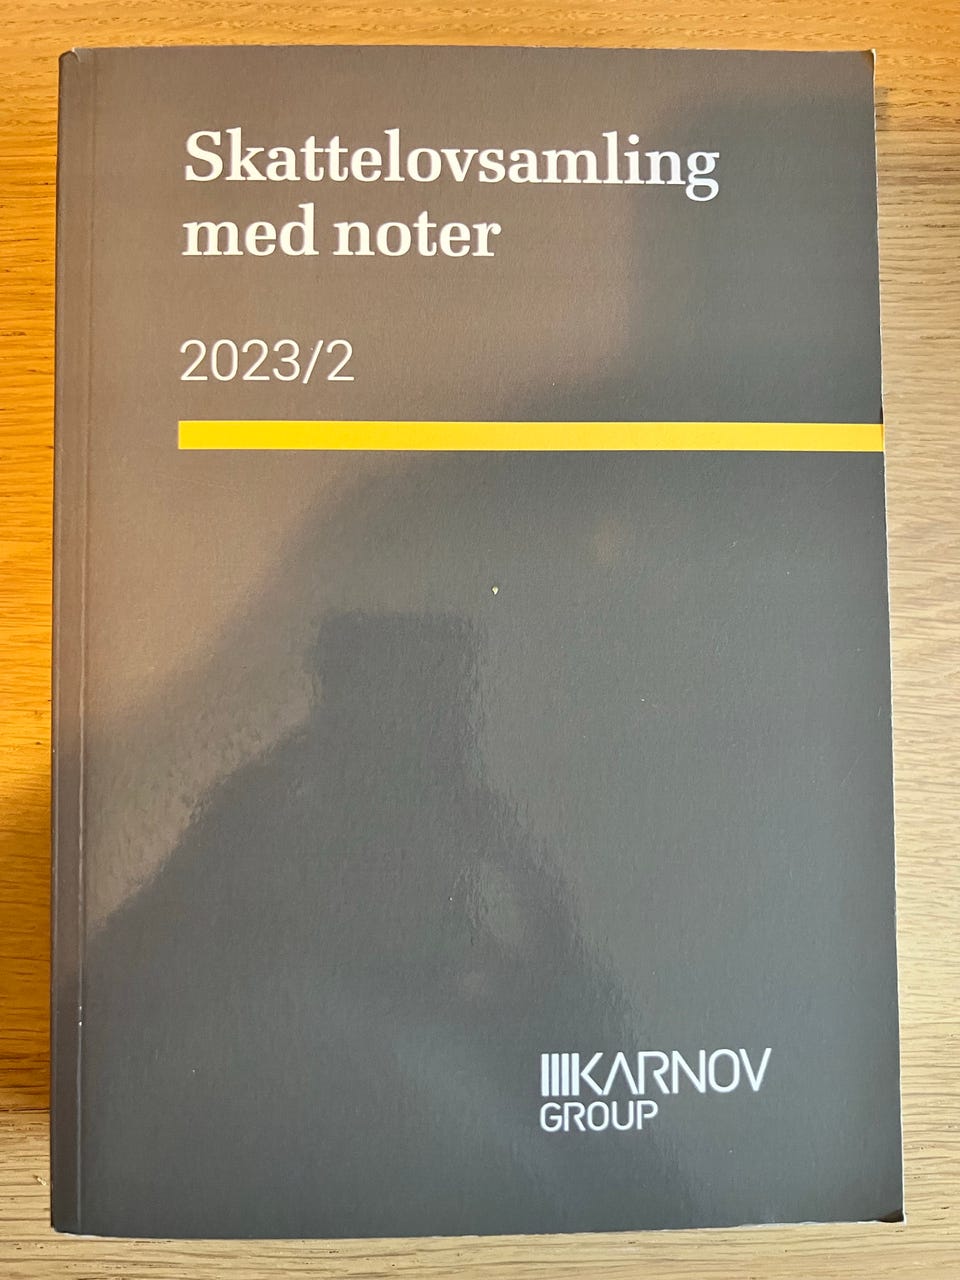 Skattelovsamling
med noter
2023/2
KARNOV
GROUP